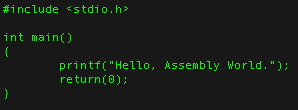 #include <stdio.h>

int main()
{
        printf("Hello, Assembly World.");
        return(0);
}